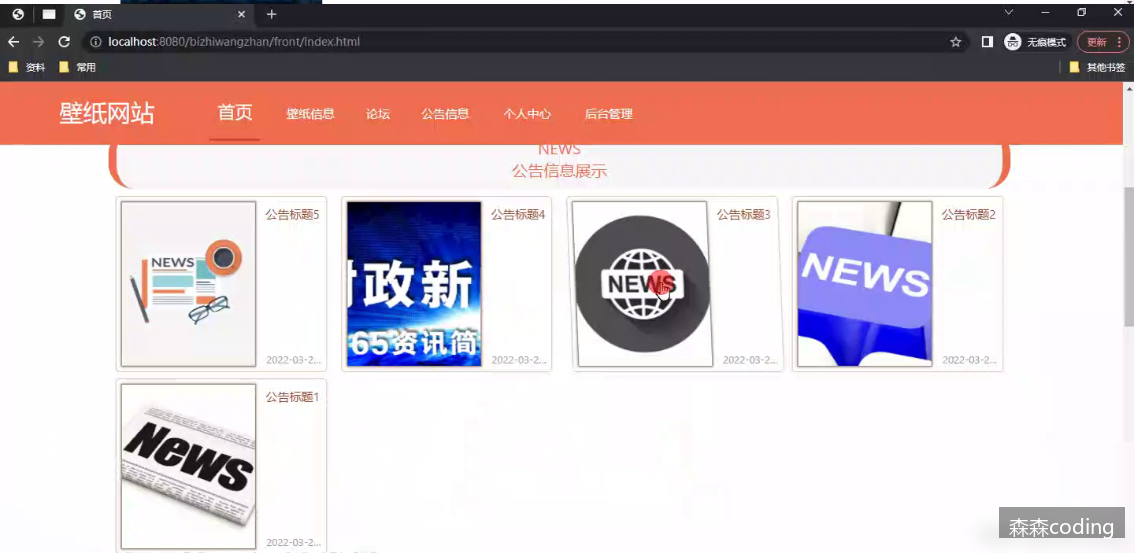 首页
localhost:8080/bizhiwangzhan/front/index.html
无痕模式
更新
资料
常用
其他书签
壁纸网站
首页
壁纸信息
论坛
公告信息
个人中心
后台管理
NEWS
公告信息展示
NEWS
公告标题5
2022-03-2...
时政新
65资讯简
公告标题4
2022-03-2...
NEWS
公告标题3
2022-03-2...
NEWS
公告标题2
2022-03-2...
News
公告标题1
2022-03-2...
森森coding